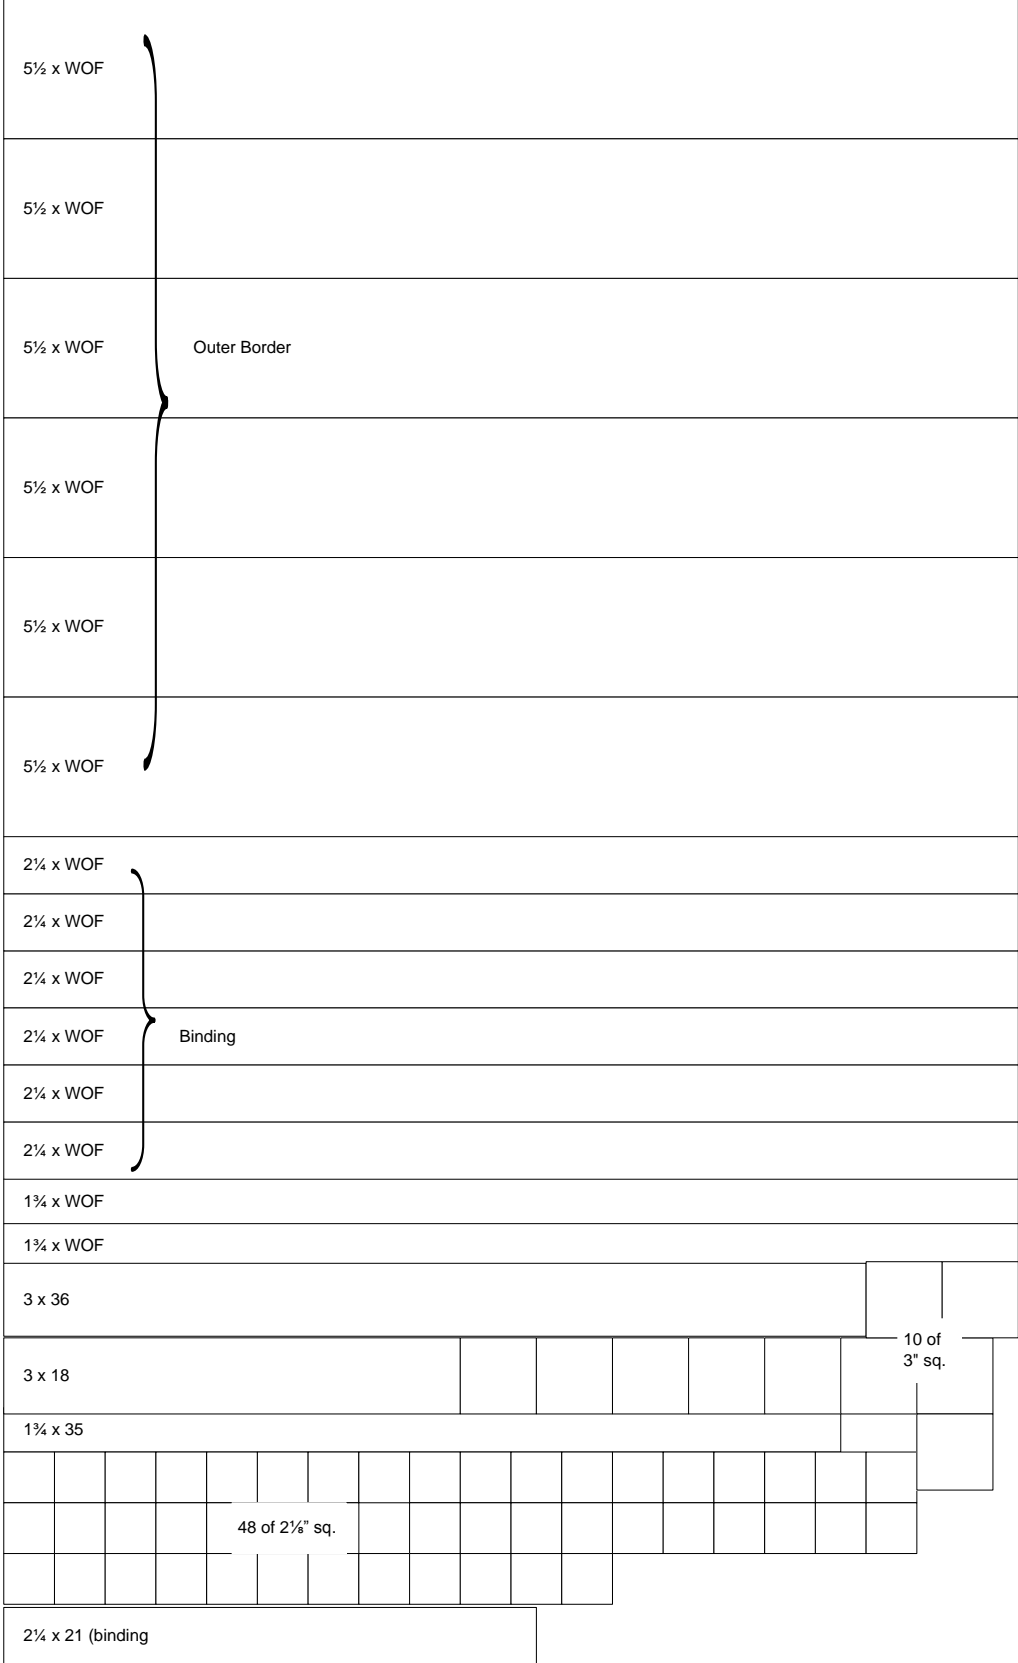 5½ x WOF
5½ x WOF
5½ x WOF
Outer Border
5½ x WOF
5½ x WOF
5½ x WOF
2¼ x WOF
2¼ x WOF
2¼ x WOF
2¼ x WOF
Binding
2¼ x WOF
2¼ x WOF
1¾ x WOF
1¾ x WOF
3 x 36
10 of
3" sq.
3 x 18
1¾ x 35
48 of 2⅛” sq.
2¼ x 21 (binding